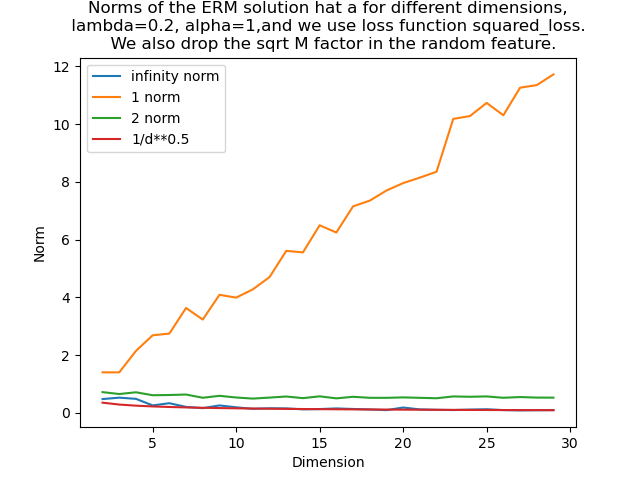 Norms of the ERM solution hat a for different dimensions,
lambda=0.2, alpha=1,and we use loss function squared_loss.
We also drop the sqrt M factor in the random feature.
12
10
8
6
4
2
0
Norm
infinity norm
1 norm
2 norm
1/d**0.5
5
10
15
20
25
30
Dimension